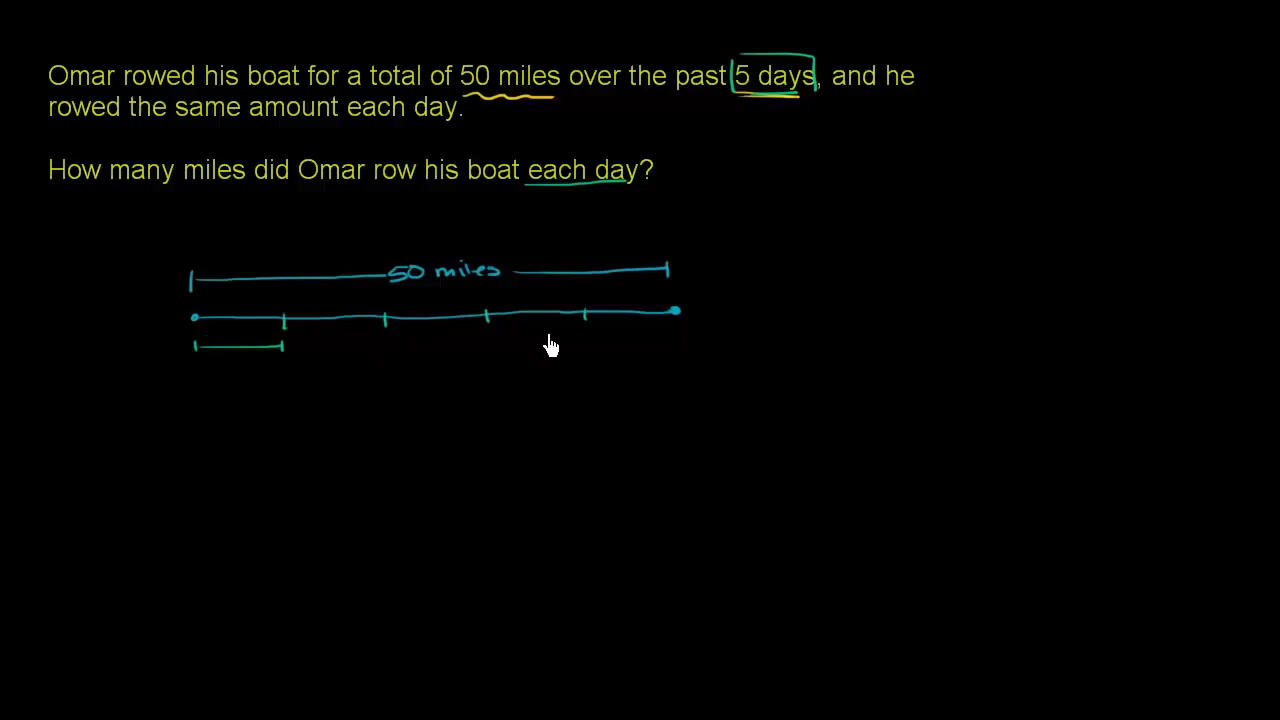 Omar rowed his boat for a total of 50 miles over the past 5 days, and he
rowed the same amount each day.
How many miles did Omar row his boat each day?
50 miles